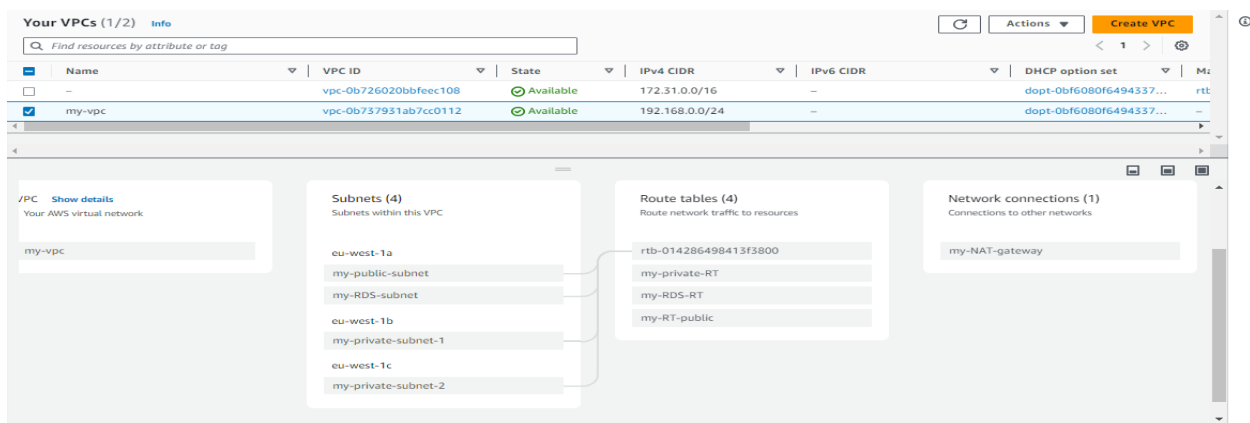 Your VPCs (1/2) Info
Actions
Create VPC
Find resources by attribute or tag
1
Name VPC ID State IPv4 CIDR IPv6 CIDR DHCP option set Ma
– vpc-0b726020bbfeec108 Available 172.31.0.0/16 – dopt-0bf6080f6494337... rtb
my-vpc vpc-0b737931ab7cc0112 Available 192.168.0.0/24 – dopt-0bf6080f6494337... –
VPC Show details
Your AWS virtual network
my-vpc
Subnets (4)
Subnets within this VPC
eu-west-1a
my-public-subnet
my-RDS-subnet
eu-west-1b
my-private-subnet-1
eu-west-1c
my-private-subnet-2
Route tables (4)
Route network traffic to resources
rtb-014286498413f3800
my-private-RT
my-RDS-RT
my-RT-public
Network connections (1)
Connections to other networks
my-NAT-gateway